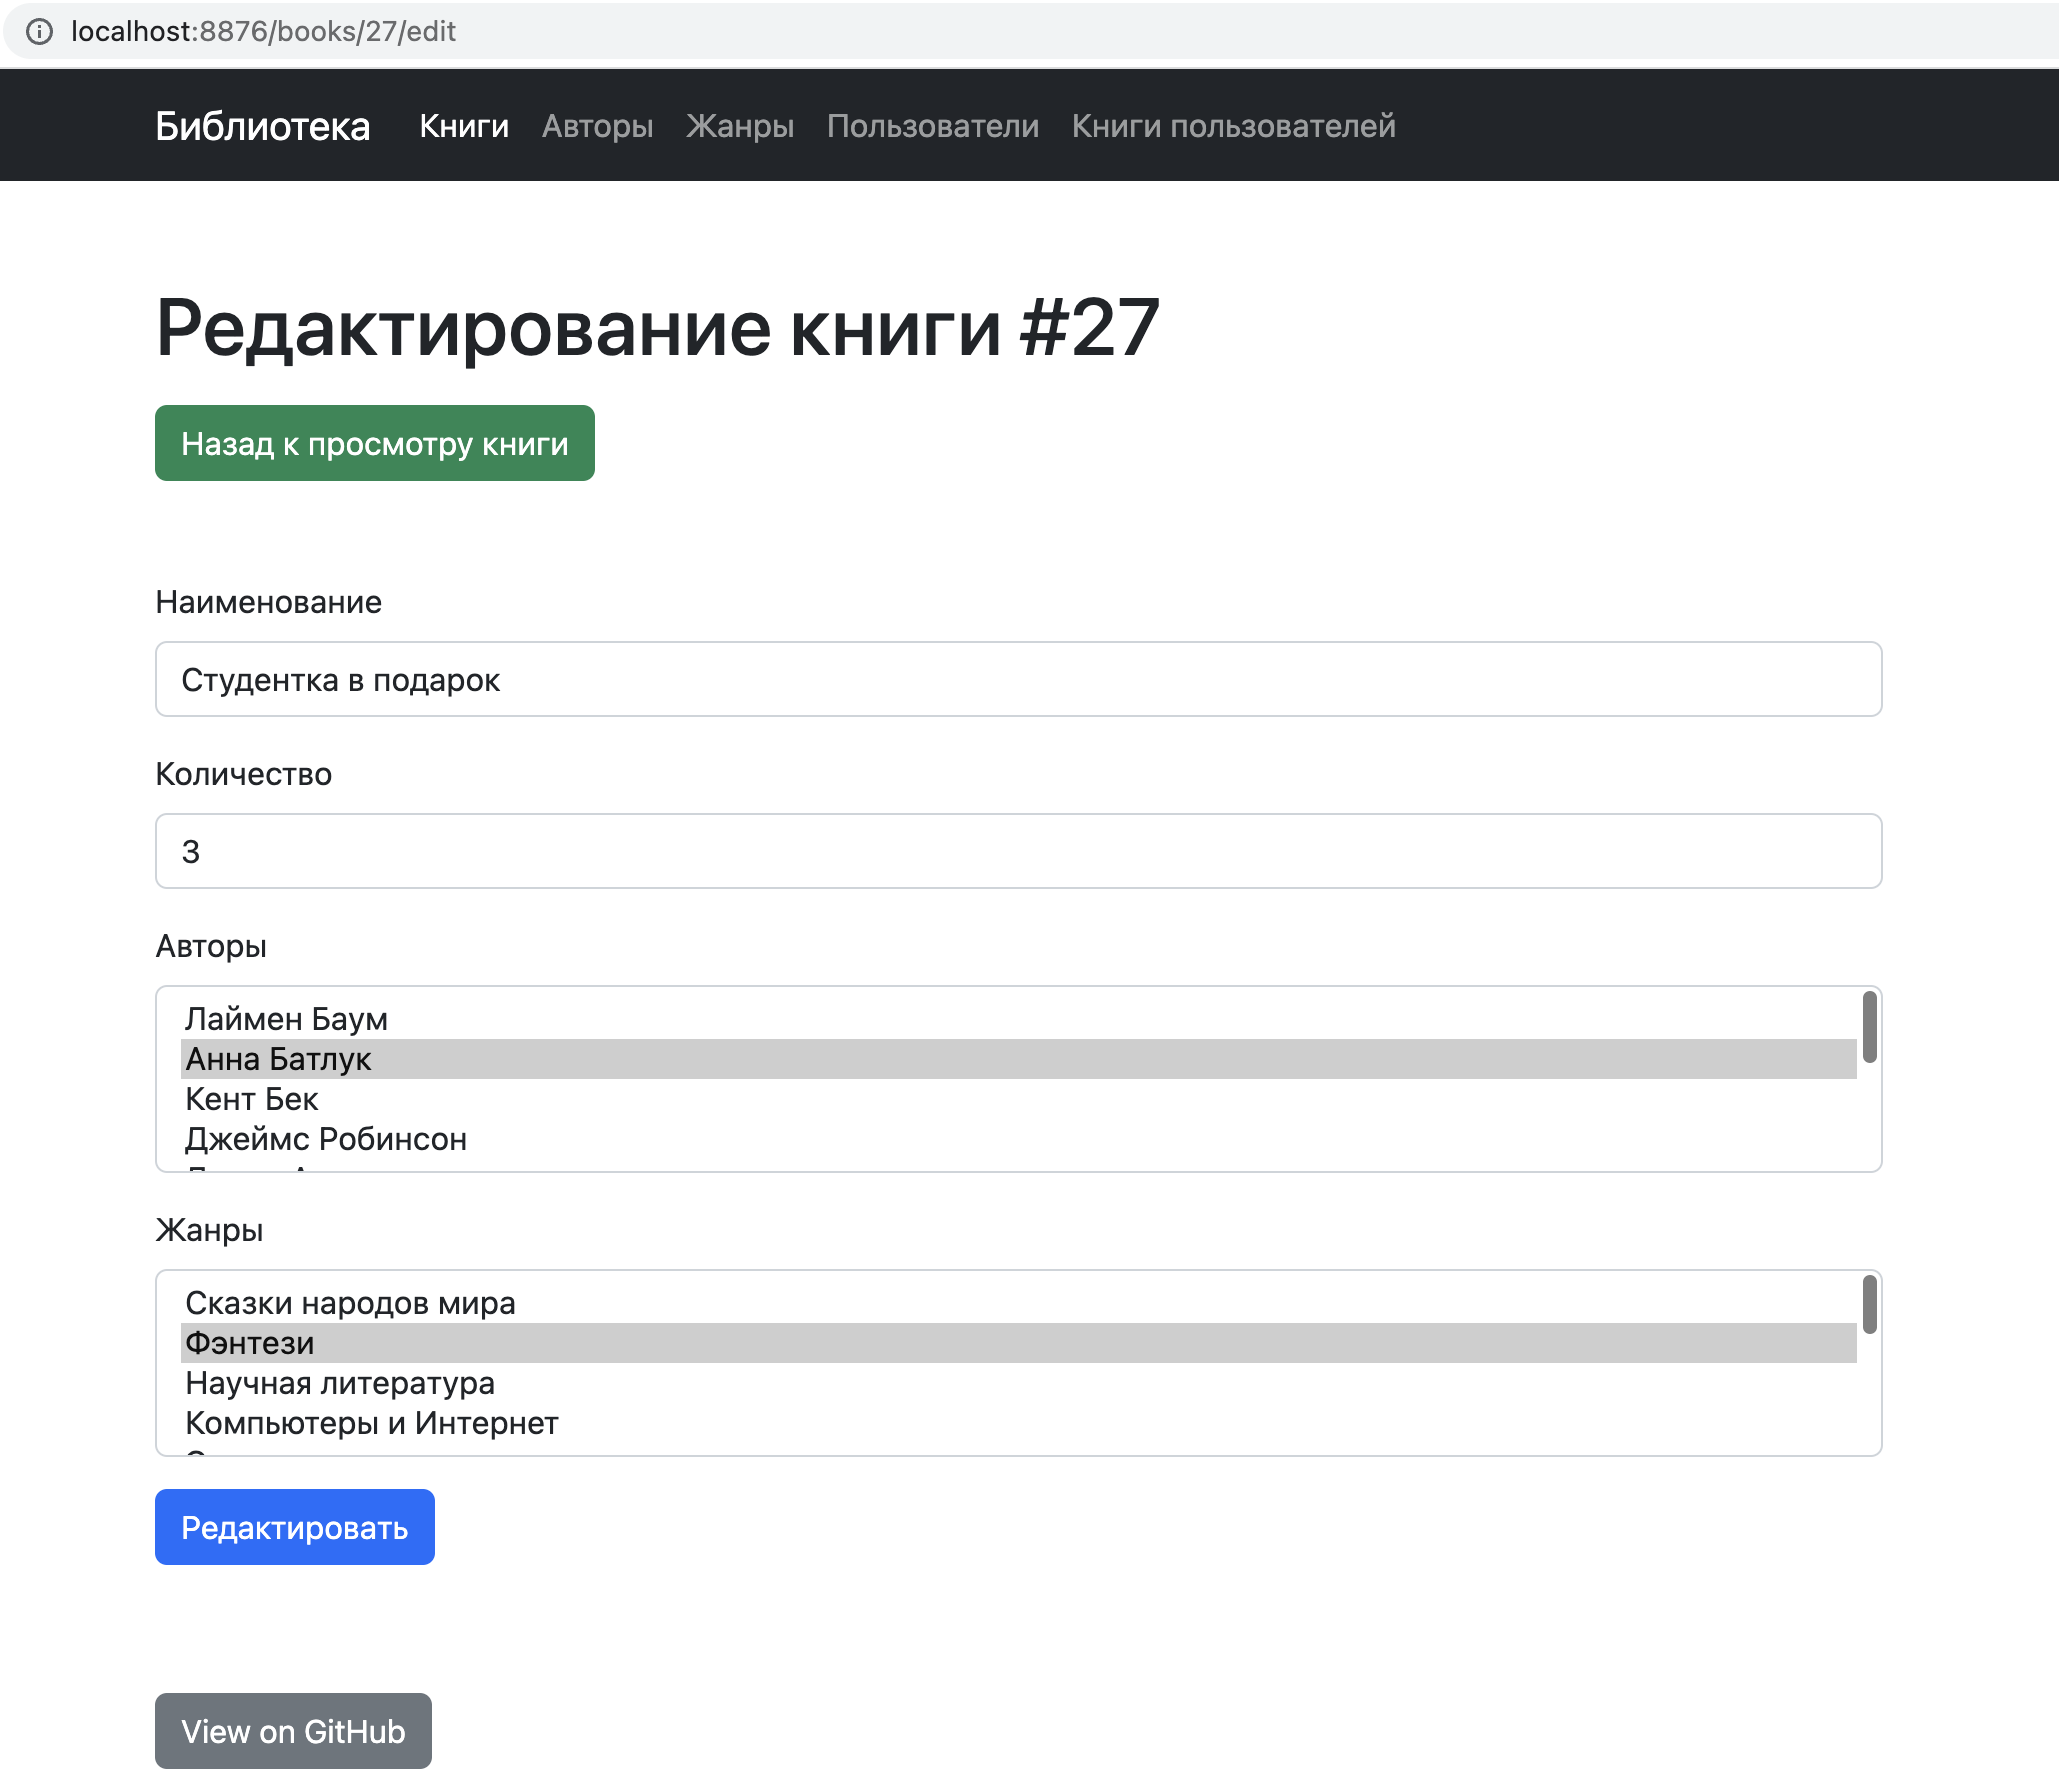 localhost:8876/books/27/edit
Библиотека Книги Авторы Жанры Пользователи Книги пользователей
Редактирование книги #27
Назад к просмотру книги
Наименование
Студентка в подарок
Количество
3
Авторы
Лаймен Баум
Анна Батлук
Кент Бек
Джеймс Робинсон
Жанры
Сказки народов мира
Фэнтези
Научная литература
Компьютеры и Интернет
Редактировать
View on GitHub